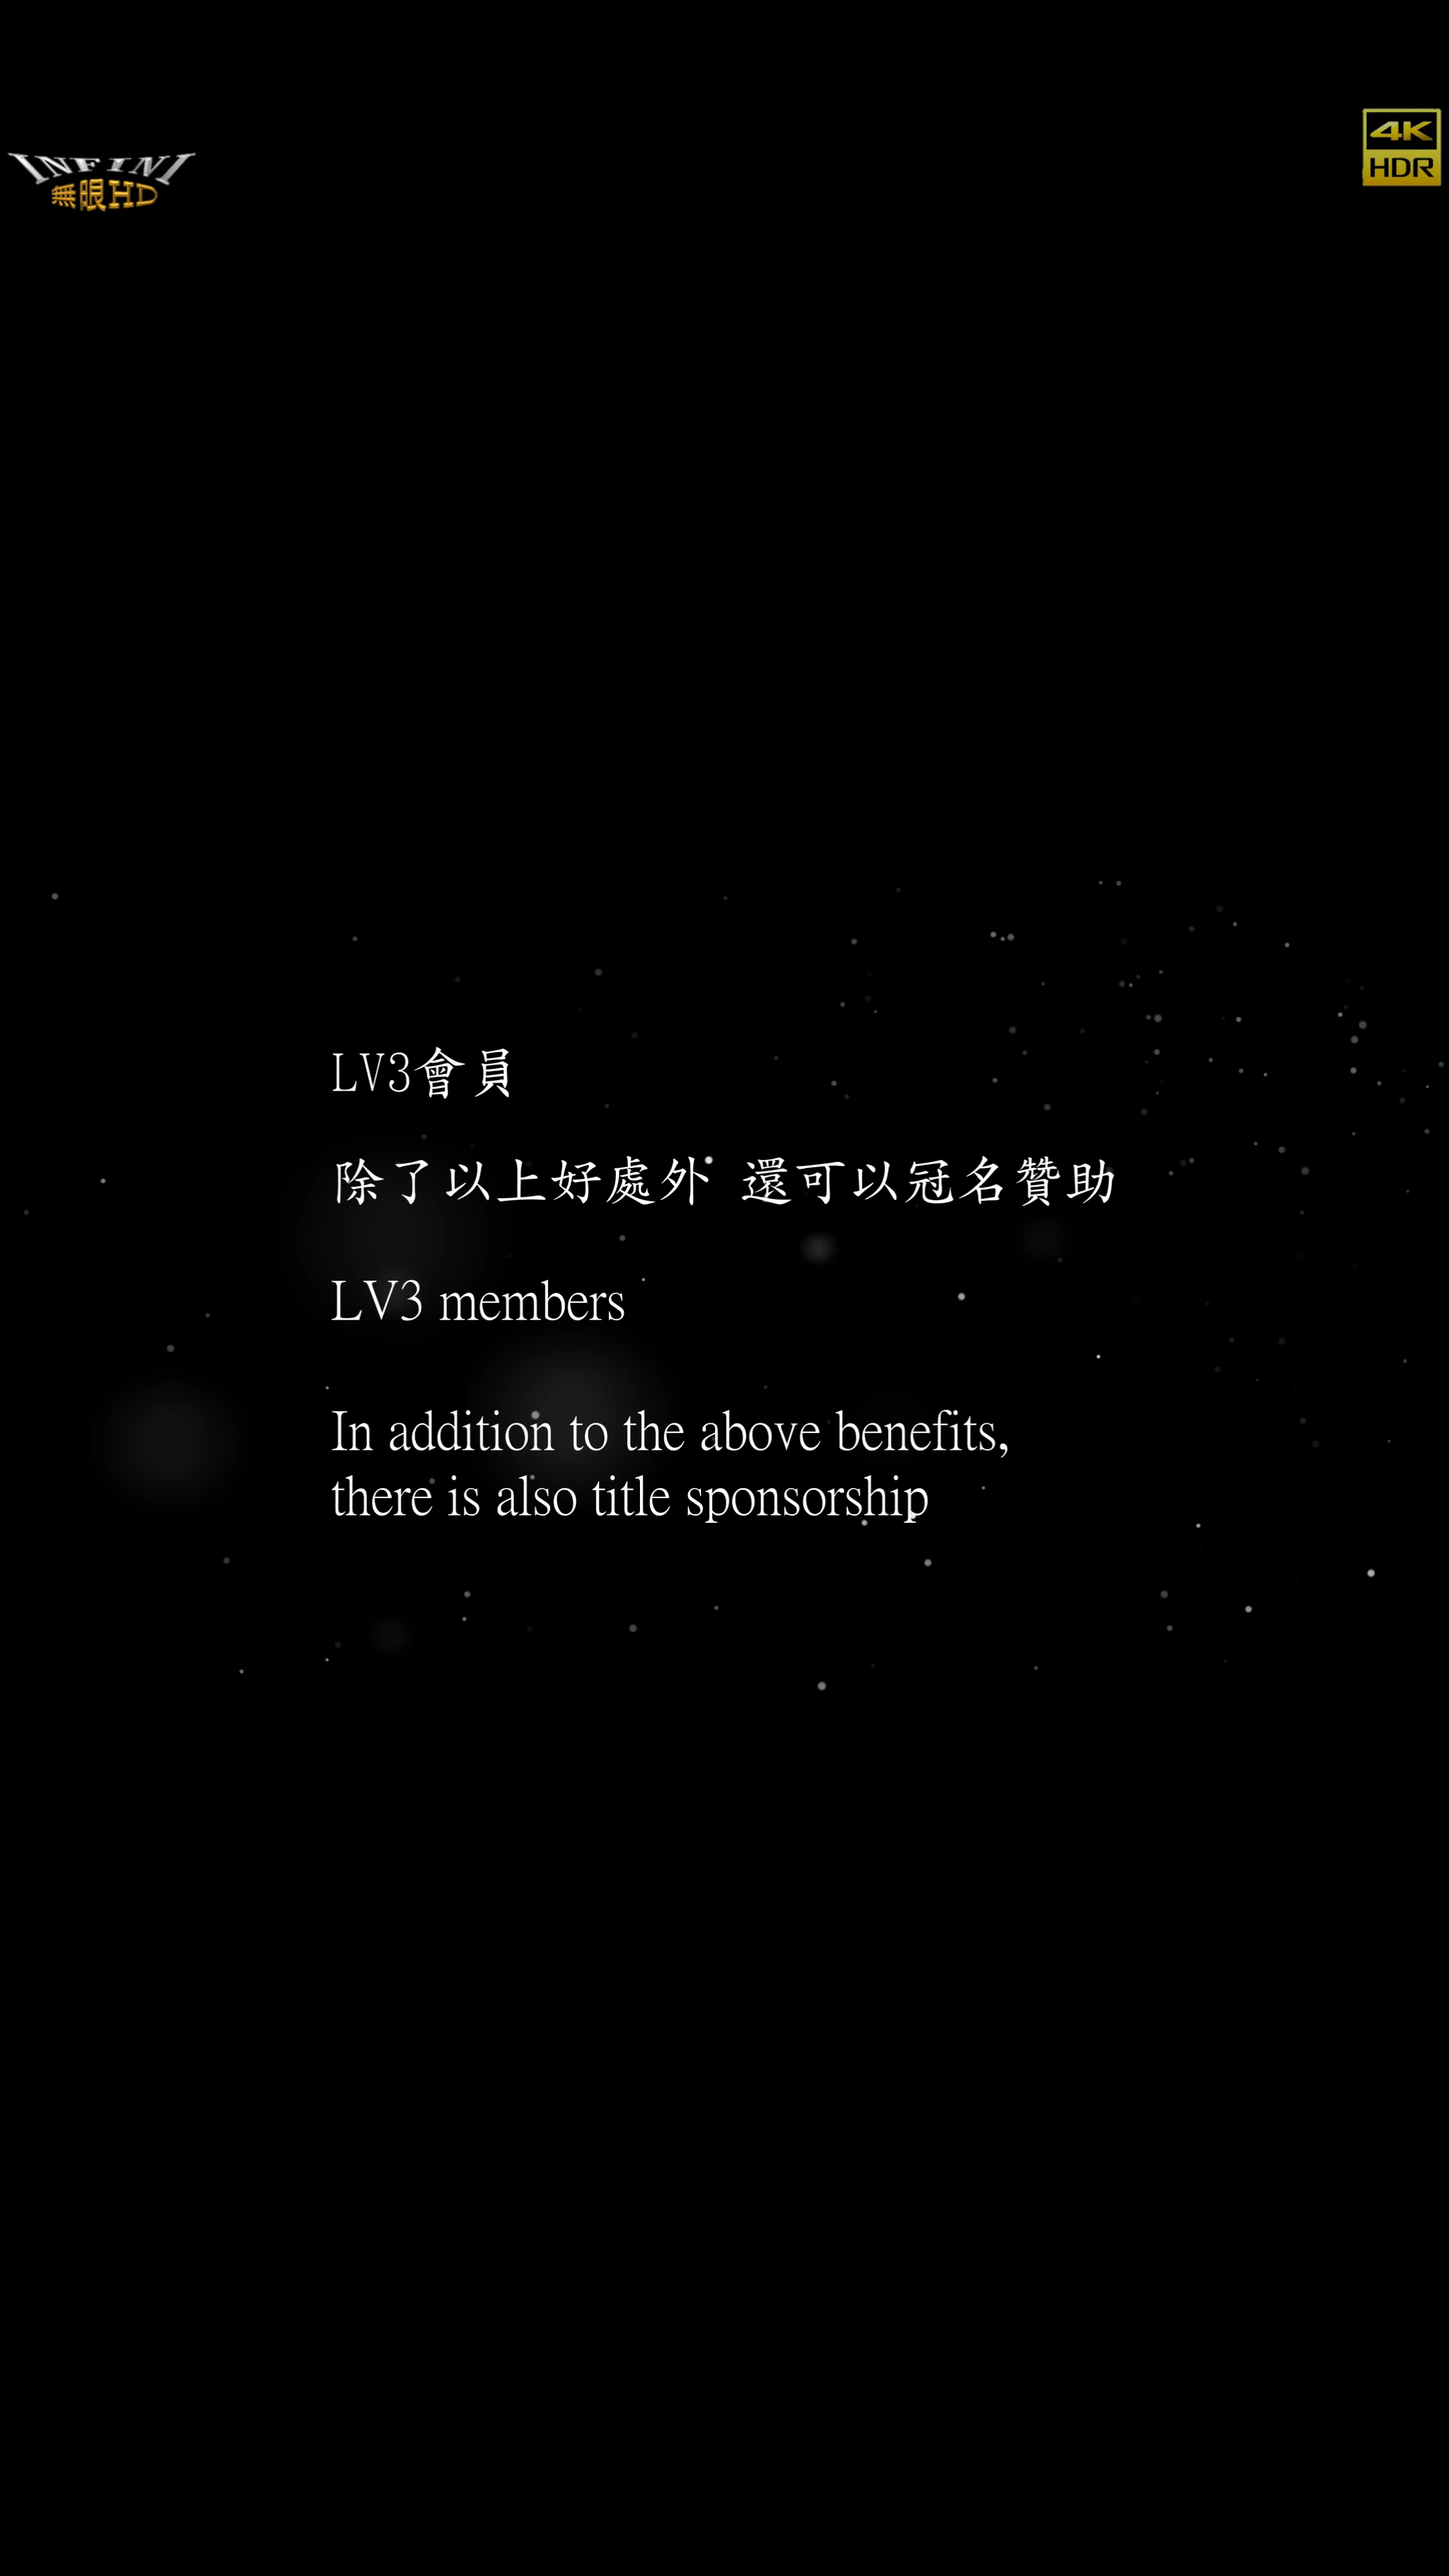 INFINI
無限HD
4K
HDR
LV3會員
除了以上好處外 還可以冠名贊助
LV3 members
In addition to the above benefits,
there is also title sponsorship